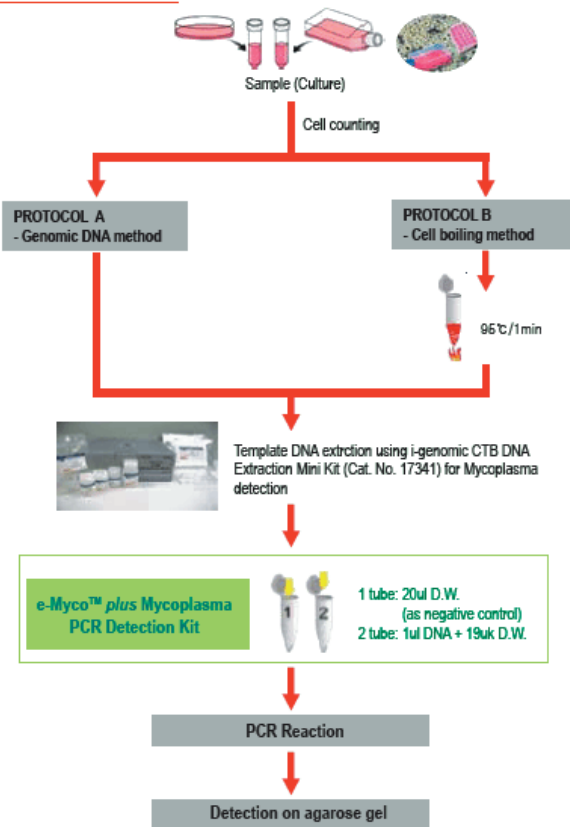 Sample (Culture)
Cell counting
PROTOCOL A
- Genomic DNA method
PROTOCOL B
- Cell boiling method
95℃/1min
Template DNA extrction using i-genomic CTB DNA
Extraction Mini Kit (Cat. No. 17341) for Mycoplasma
detection
e-Myco™ plus Mycoplasma
PCR Detection Kit
1
2
1 tube: 20ul D.W.
(as negative control)
2 tube: 1ul DNA + 19uk D.W.
PCR Reaction
Detection on agarose gel